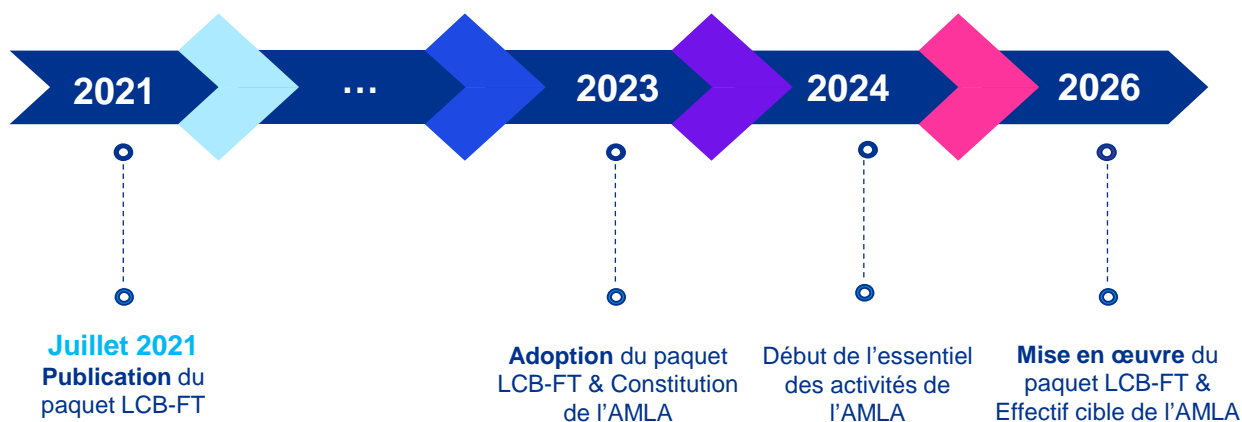 2021
...
2023
2024
2026
Juillet 2021
Publication du
paquet LCB-FT
Adoption du paquet
LCB-FT & Constitution
de l’AMLA
Début de l’essentiel
des activités de
l’AMLA
Mise en œuvre du
paquet LCB-FT &
Effectif cible de l’AMLA